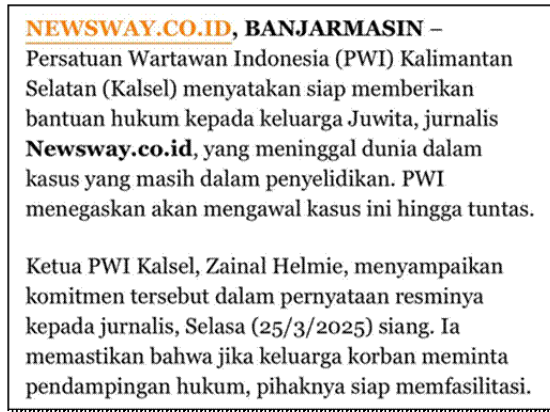 NEWSWAY.CO.ID, BANJARMASIN –
Persatuan Wartawan Indonesia (PWI) Kalimantan
Selatan (Kalsel) menyatakan siap memberikan
bantuan hukum kepada keluarga Juwita, jurnalis
Newsway.co.id, yang meninggal dunia dalam
kasus yang masih dalam penyelidikan. PWI
menegaskan akan mengawal kasus ini hingga tuntas.
Ketua PWI Kalsel, Zainal Helmie, menyampaikan
komitmen tersebut dalam pernyataan resminya
kepada jurnalis, Selasa (25/3/2025) siang. Ia
memastikan bahwa jika keluarga korban meminta
pendampingan hukum, pihaknya siap memfasilitasi.